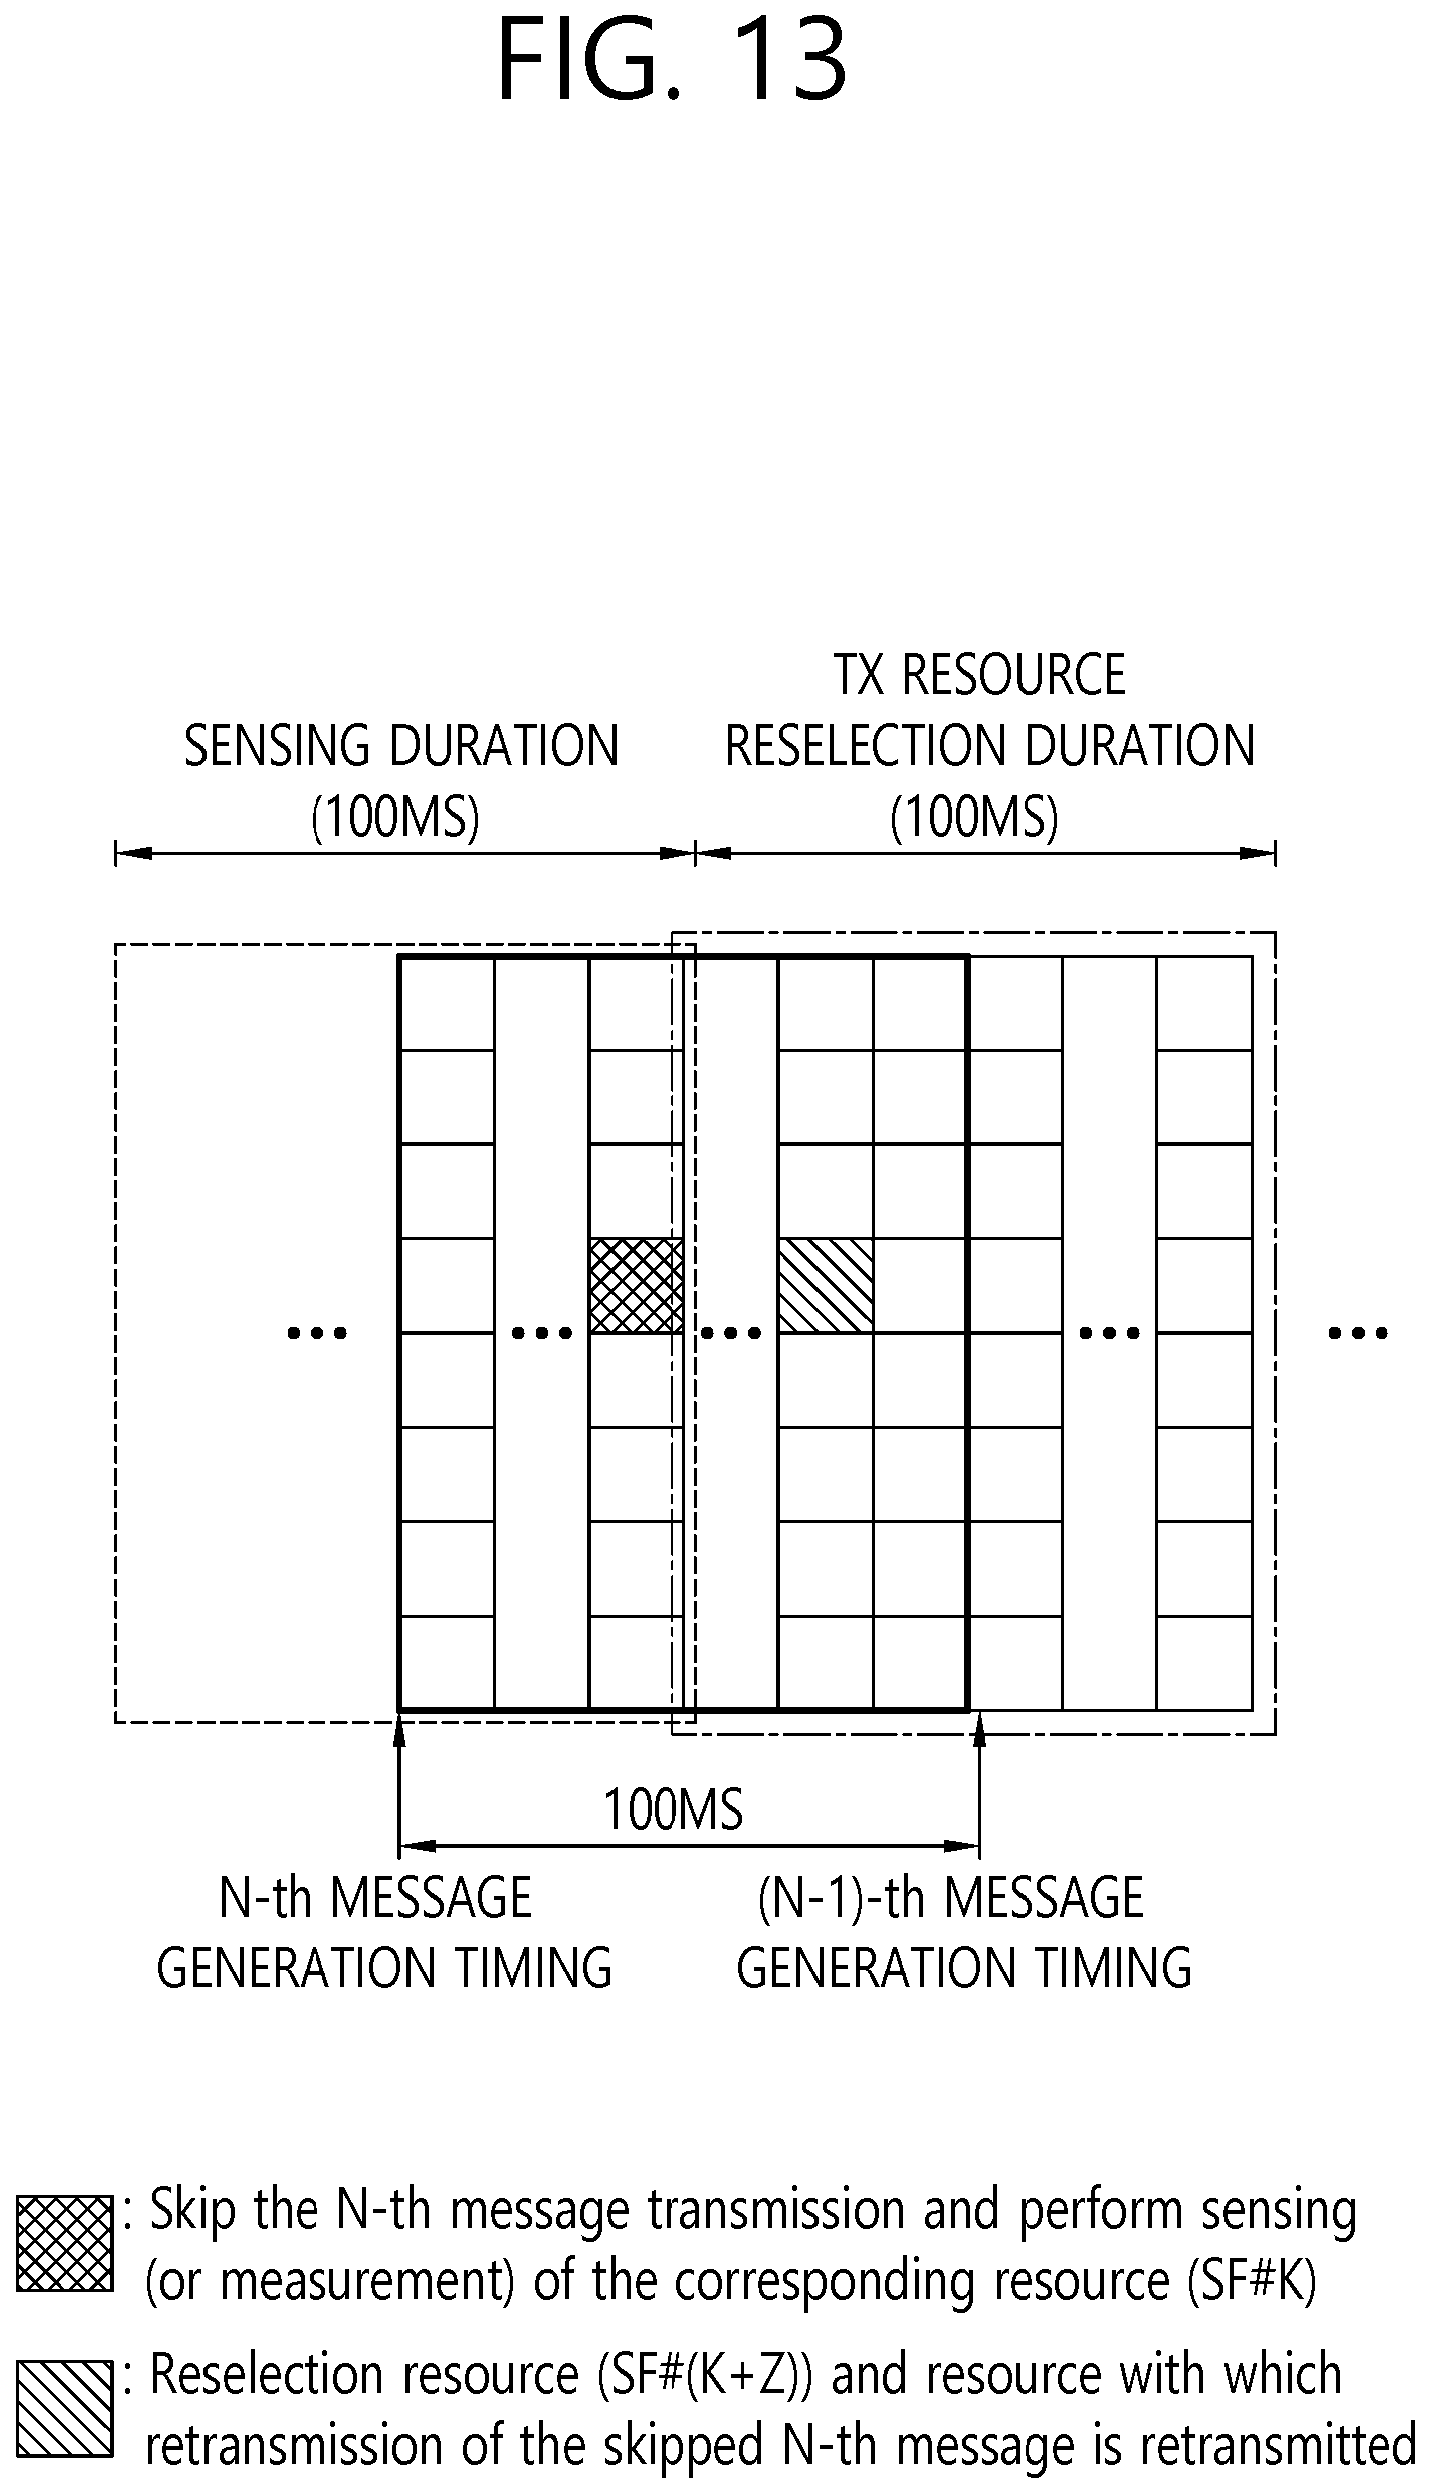 FIG. 13
TX RESOURCE
SENSING DURATION
RESELECTION DURATION
(100MS)
(100MS)
100MS
N-th MESSAGE
GENERATION TIMING
(N-1)-th MESSAGE
GENERATION TIMING
: Skip the N-th message transmission and perform sensing
(or measurement) of the corresponding resource (SF#K)
: Reselection resource (SF#(K+Z)) and resource with which
retransmission of the skipped N-th message is retransmitted